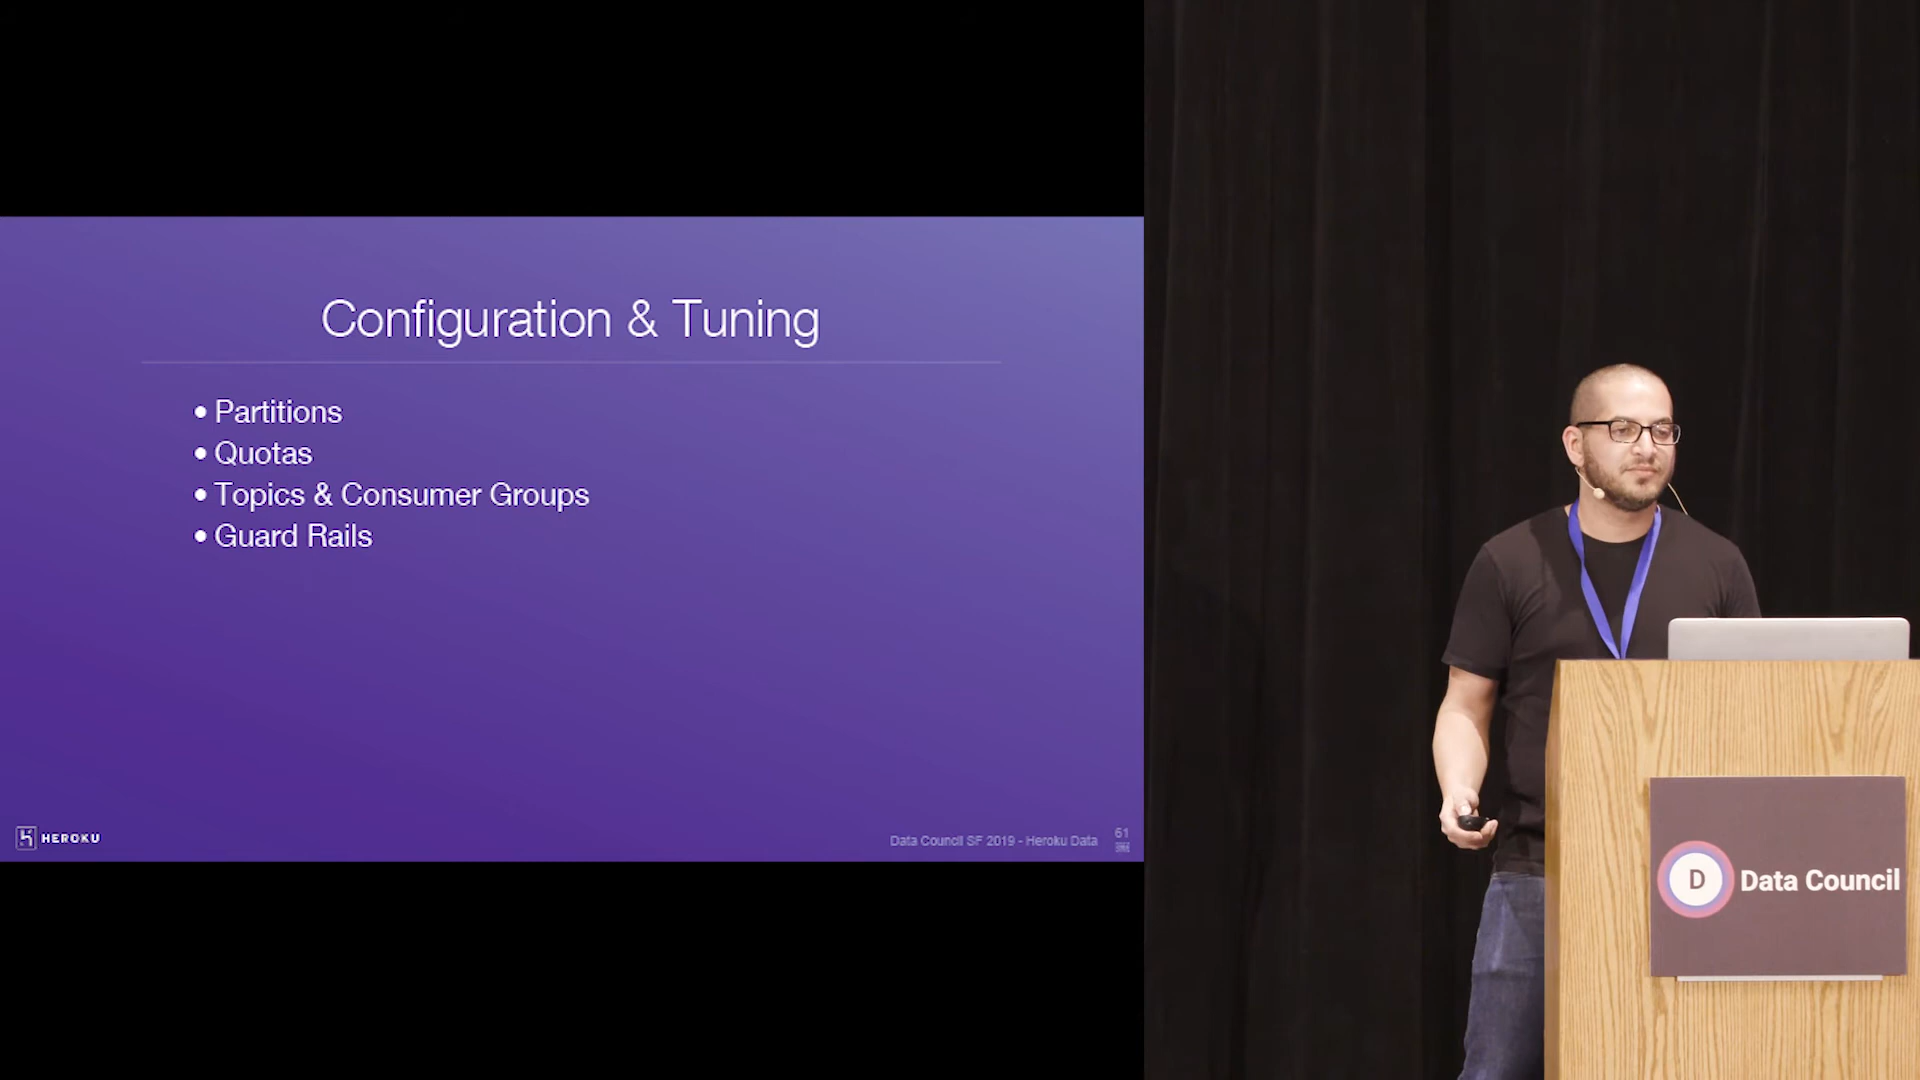 Configuration & Tuning
• Partitions
• Quotas
• Topics & Consumer Groups
• Guard Rails
HEROKU
Data Council SF 2019 - Heroku Data
61
D Data Council